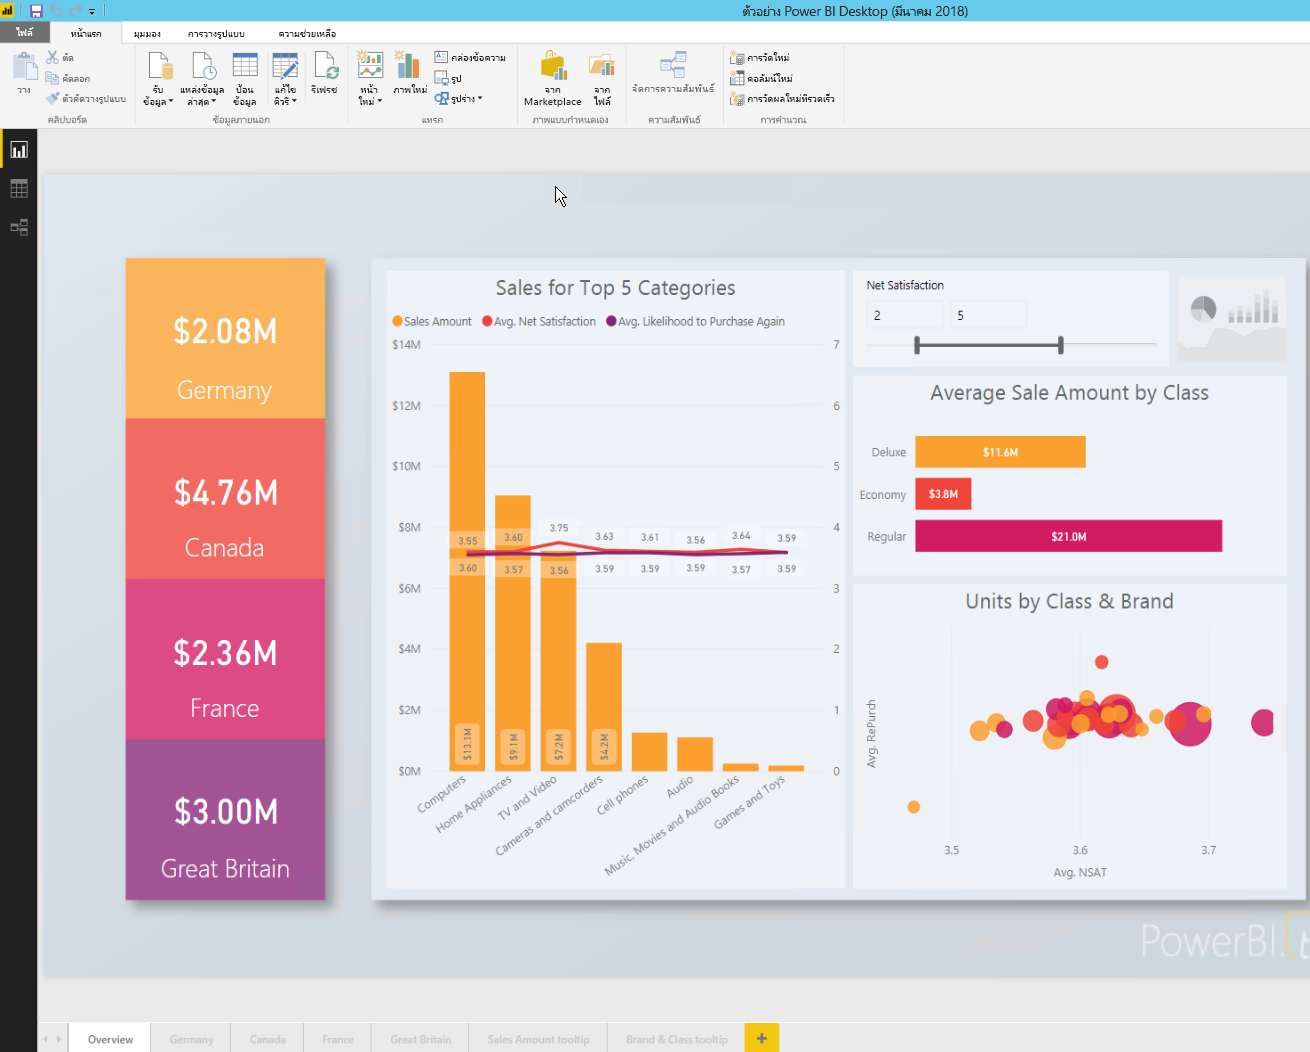 ตัวอย่าง Power BI Desktop (มีนาคม 2018)
ไฟล์
หน้าแรก
มุมมอง
การวางรูปแบบ
ความช่วยเหลือ
วาง
ตัด
คัดลอก
ตัวคัดวางรูปแบบ
คลิปบอร์ด
รับ
ข้อมูล
แหล่งข้อมูล
ล่าสุด
ป้อน
ข้อมูล
แก้ไข
คิวรี
รีเฟรช
ข้อมูลภายนอก
หน้า
ใหม่
ภาพใหม่
กล่องข้อความ
รูป
รูปร่าง
แทรก
จาก
Marketplace
จาก
ไฟล์
ภาพแบบกำหนดเอง
จัดการความสัมพันธ์
ความสัมพันธ์
การวัดใหม่
คอลัมน์ใหม่
การวัดผลใหม่ที่รวดเร็ว
การคำนวณ
$2.08M
Germany
$4.76M
Canada
$2.36M
France
$3.00M
Great Britain
Sales for Top 5 Categories
Sales Amount Avg. Net Satisfaction Avg. Likelihood to Purchase Again
$14M 7
$12M 6
$10M 5
$8M 4
$6M 3
$4M 2
$2M 1
$0M 0
3.55 3.60 3.75 3.63 3.61 3.56 3.64 3.59
3.60 3.57 3.56 3.59 3.59 3.59 3.57 3.59
$13.1M $9.1M $7.2M $4.2M
Computers
Home Appliances
TV and Video
Cameras and camcorders
Cell phones
Audio
Music, Movies and Audio Books
Games and Toys
Net Satisfaction
2 5
Average Sale Amount by Class
Deluxe $11.6M
Economy $3.8M
Regular $21.0M
Units by Class & Brand
Avg. RePurch
3.5 3.6 3.7
Avg. NSAT
PowerBI.
Overview Germany Canada France Great Britain Sales Amount tooltip Brand & Class tooltip +